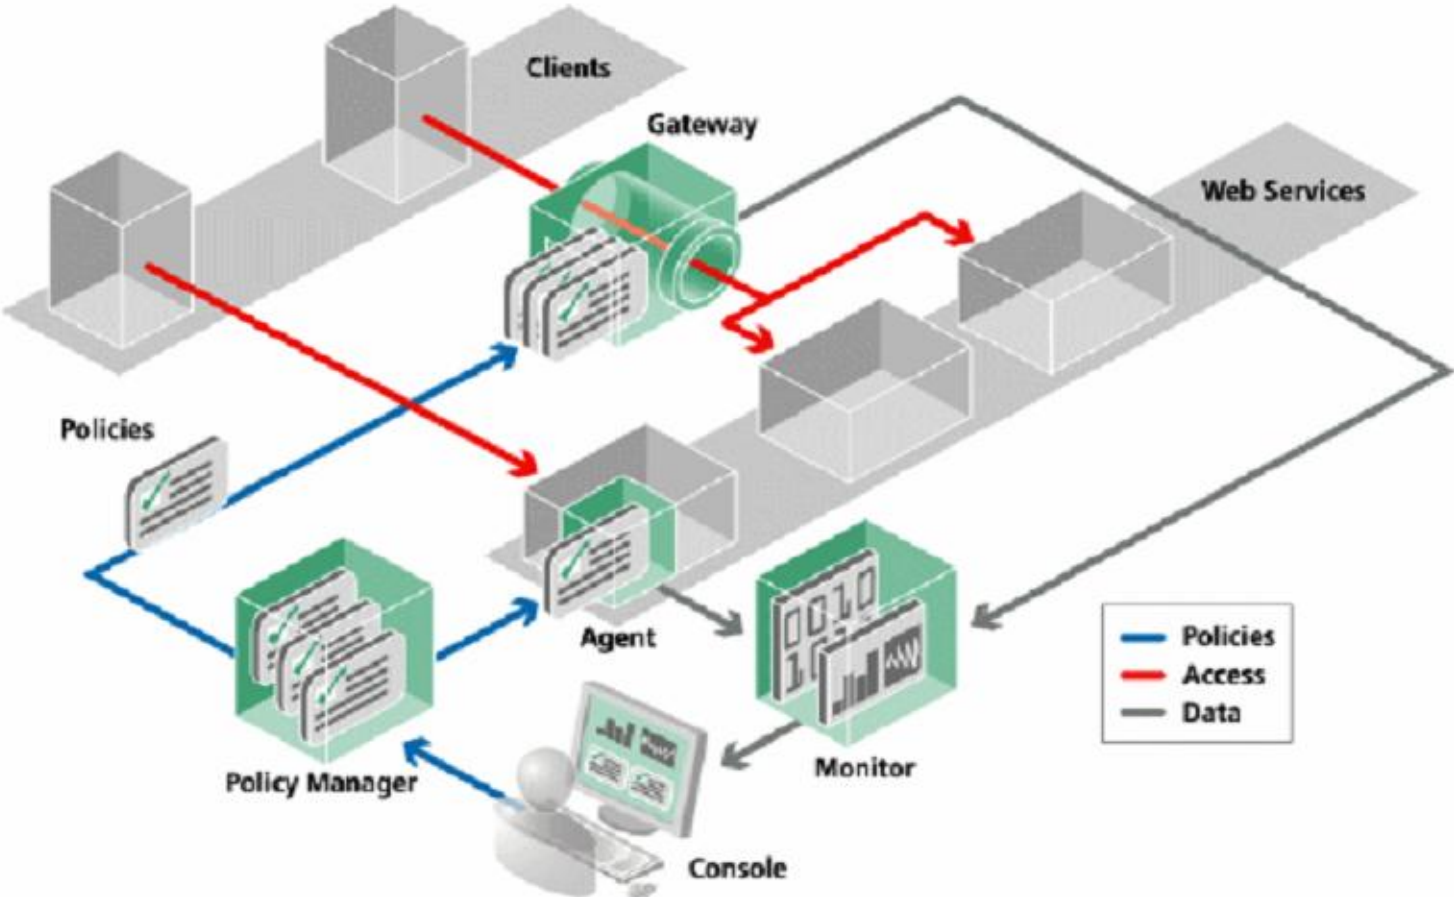 Clients
Gateway
Web Services
Policies
Agent
Policy Manager
Monitor
Console
Policies
Access
Data